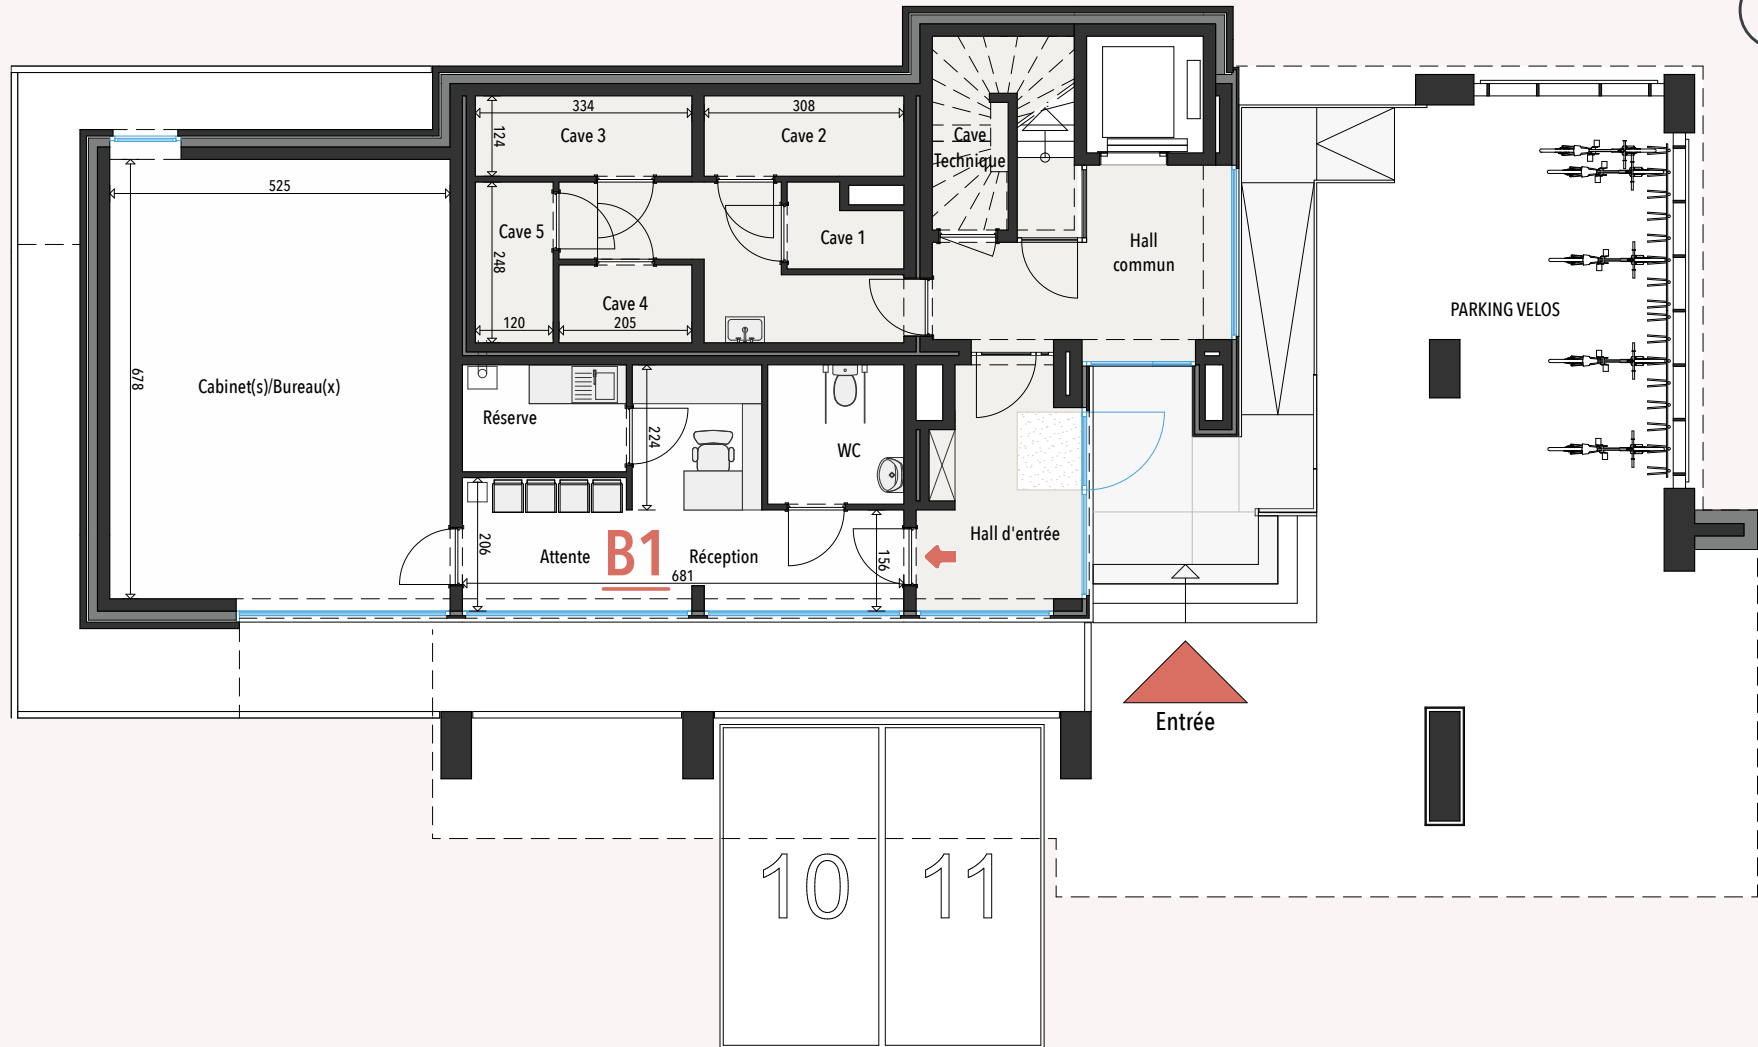 334
308
124
Cave 3
Cave 2
Cave
Technique
525
Cave 5
Cave 1
Hall
commun
248
Cave 4
120
205
PARKING VELOS
678
Cabinet(s)/Bureau(x)
Réserve
224
WC
206
Attente
B1
Réception
156
Hall d'entrée
681
Entrée
10
11